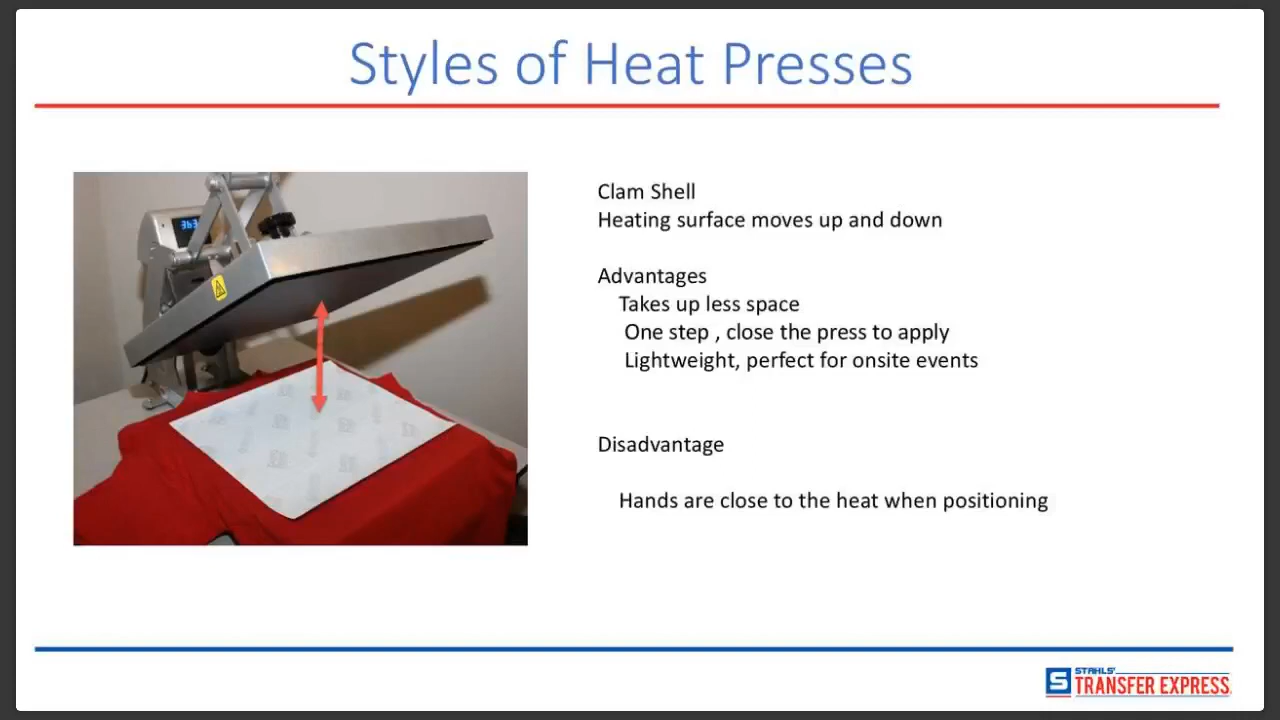 Styles of Heat Presses
Clam Shell
Heating surface moves up and down
Advantages
Takes up less space
One step , close the press to apply
Lightweight, perfect for onsite events
Disadvantage
Hands are close to the heat when positioning
STAHLS'
TRANSFER EXPRESS